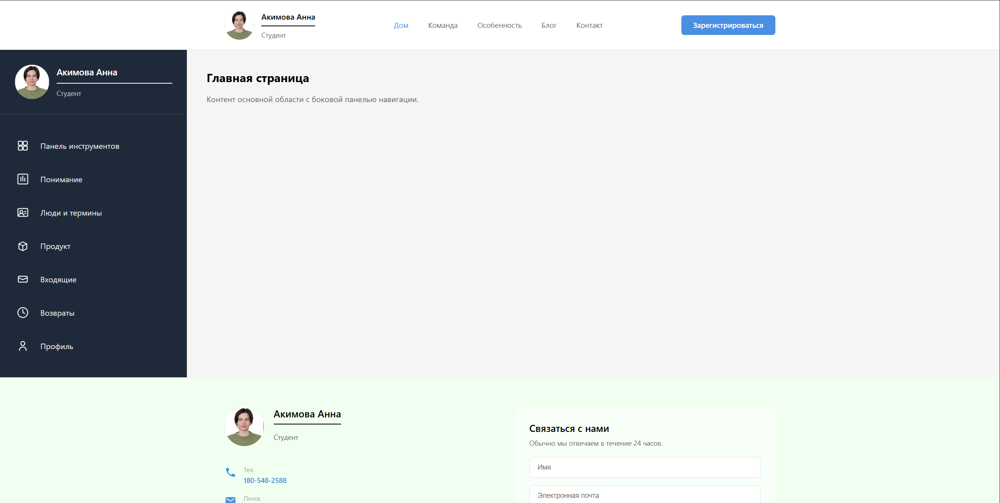 Акимова Анна
Студент
Дом
Команда
Особенность
Блог
Контакт
Зарегистрироваться
Акимова Анна
Студент
Панель инструментов
Понимание
Люди и термины
Продукт
Входящие
Возвраты
Профиль
Главная страница
Контент основной области с боковой панелью навигации.
Акимова Анна
Студент
Тел.
180-548-2588
Почта
Связаться с нами
Обычно мы отвечаем в течение 24 часов.
Имя
Электронная почта